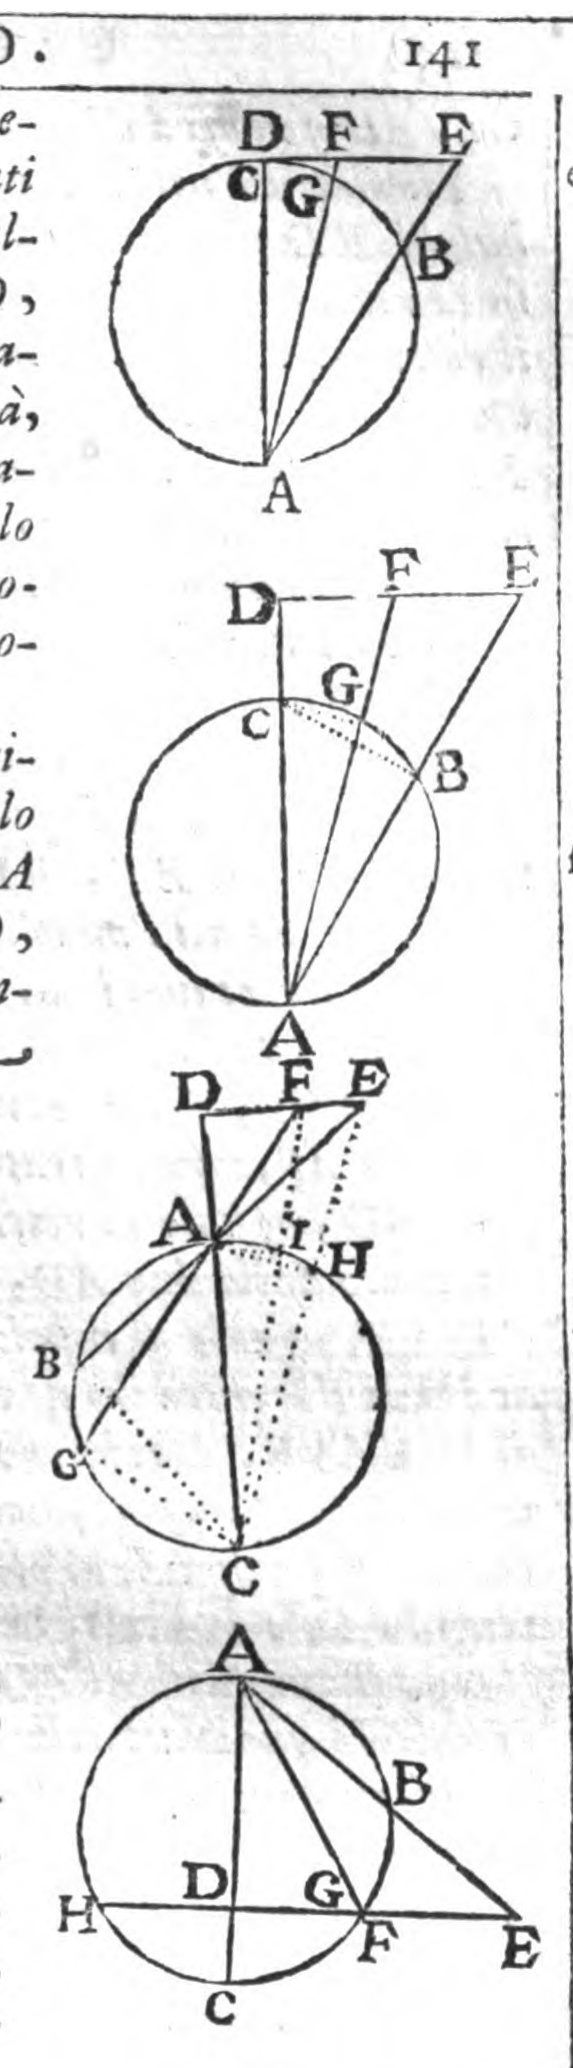 O. 141
e-
ti
l-
),
a-
à,
a-
lo
o-
o-
i-
lo
A
),
n-
D F E
C G
B
A
F E
D
G
C
B
A
D F E
A I H
B
G
C
A
B
D G
H F E
C